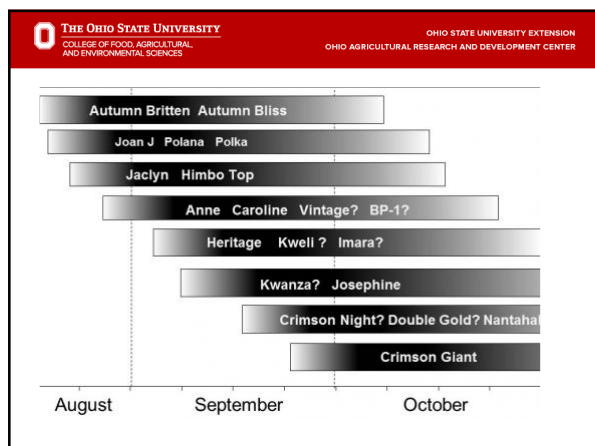 THE OHIO STATE UNIVERSITY
COLLEGE OF FOOD, AGRICULTURAL,
AND ENVIRONMENTAL SCIENCES
OHIO STATE UNIVERSITY EXTENSION
OHIO AGRICULTURAL RESEARCH AND DEVELOPMENT CENTER
Autumn Britten Autumn Bliss
Joan J Polana Polka
Jaclyn Himbo Top
Anne Caroline Vintage? BP-1?
Heritage Kweli ? Imara?
Kwanza? Josephine
Crimson Night? Double Gold? Nantahal
Crimson Giant
August September October